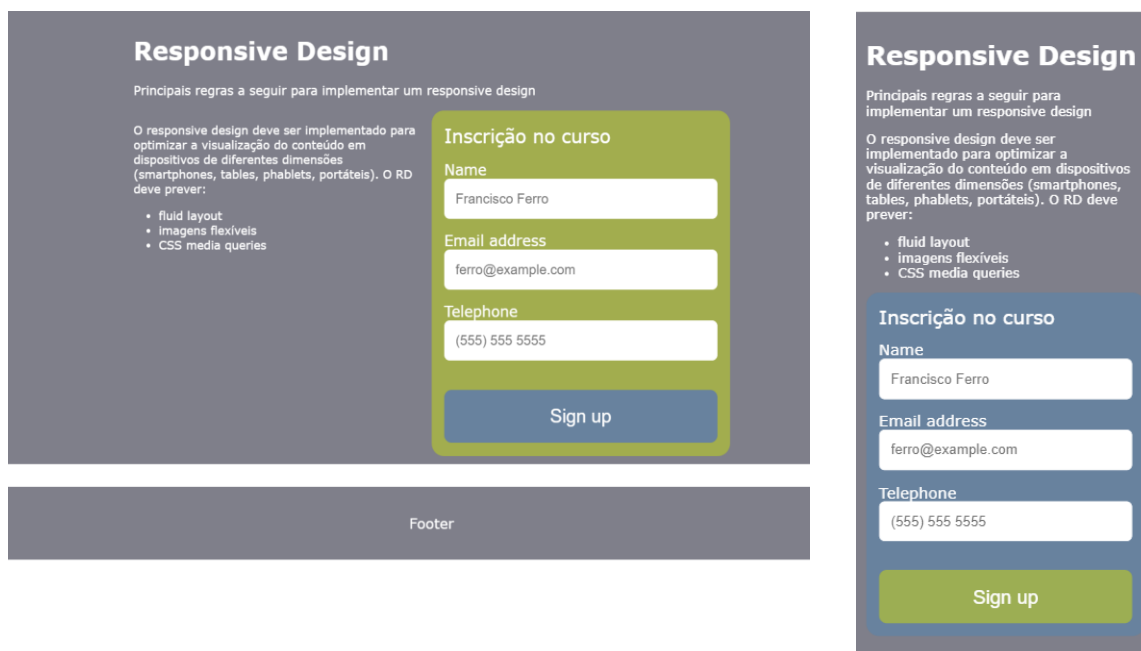 Responsive Design
Principais regras a seguir para implementar um responsive design
O responsive design deve ser implementado para
optimizar a visualização do conteúdo em
dispositivos de diferentes dimensões
(smartphones, tables, phablets, portáteis). O RD
deve prever:
• fluid layout
• imagens flexíveis
• CSS media queries
Inscrição no curso
Name
Francisco Ferro
Email address
ferro@example.com
Telephone
(555) 555 5555
Sign up
Footer
Responsive Design
Principais regras a seguir para
implementar um responsive design
O responsive design deve ser
implementado para optimizar a
visualização do conteúdo em dispositivos
de diferentes dimensões (smartphones,
tables, phablets, portáteis). O RD deve
prever:
• fluid layout
• imagens flexíveis
• CSS media queries
Inscrição no curso
Name
Francisco Ferro
Email address
ferro@example.com
Telephone
(555) 555 5555
Sign up